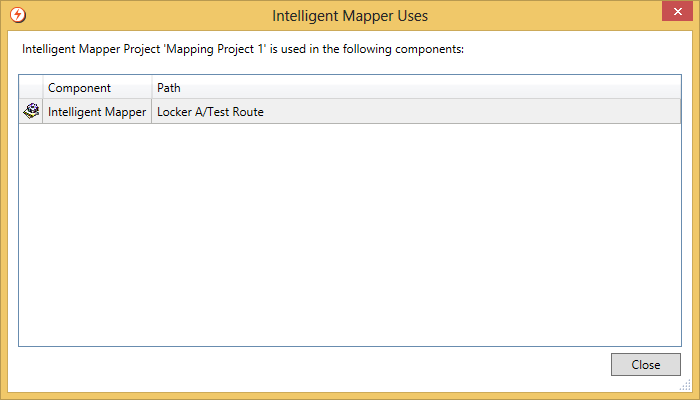 Intelligent Mapper Uses
Intelligent Mapper Project 'Mapping Project 1' is used in the following components:
Component Path
Intelligent Mapper Locker A/Test Route
Close